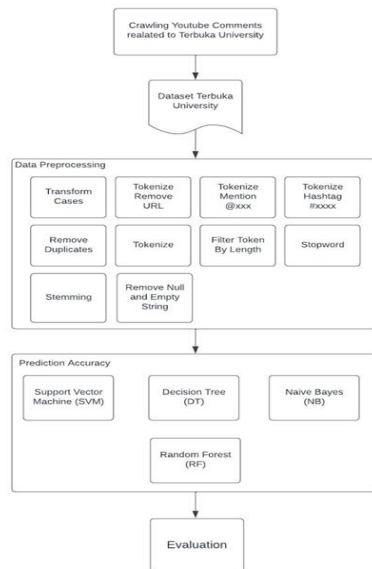 Crawling Youtube Comments
realated to Terbuka University
Dataset Terbuka
University
Data Preprocessing
Transform
Cases
Tokenize
Remove
URL
Tokenize
Mention
@xxx
Tokenize
Hashtag
#xxxx
Remove
Duplicates
Tokenize
Filter Token
By Length
Stopword
Stemming
Remove Null
and Empty
String
Prediction Accuracy
Support Vector
Machine (SVM)
Decision Tree
(DT)
Naive Bayes
(NB)
Random Forest
(RF)
Evaluation